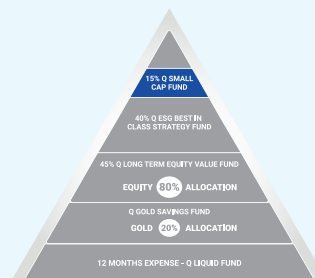 15% Q SMALL
CAP FUND
40% Q ESG BEST IN
CLASS STRATEGY FUND
45% Q LONG TERM EQUITY VALUE FUND
EQUITY 80% ALLOCATION
Q GOLD SAVINGS FUND
GOLD 20% ALLOCATION
12 MONTHS EXPENSE - Q LIQUID FUND